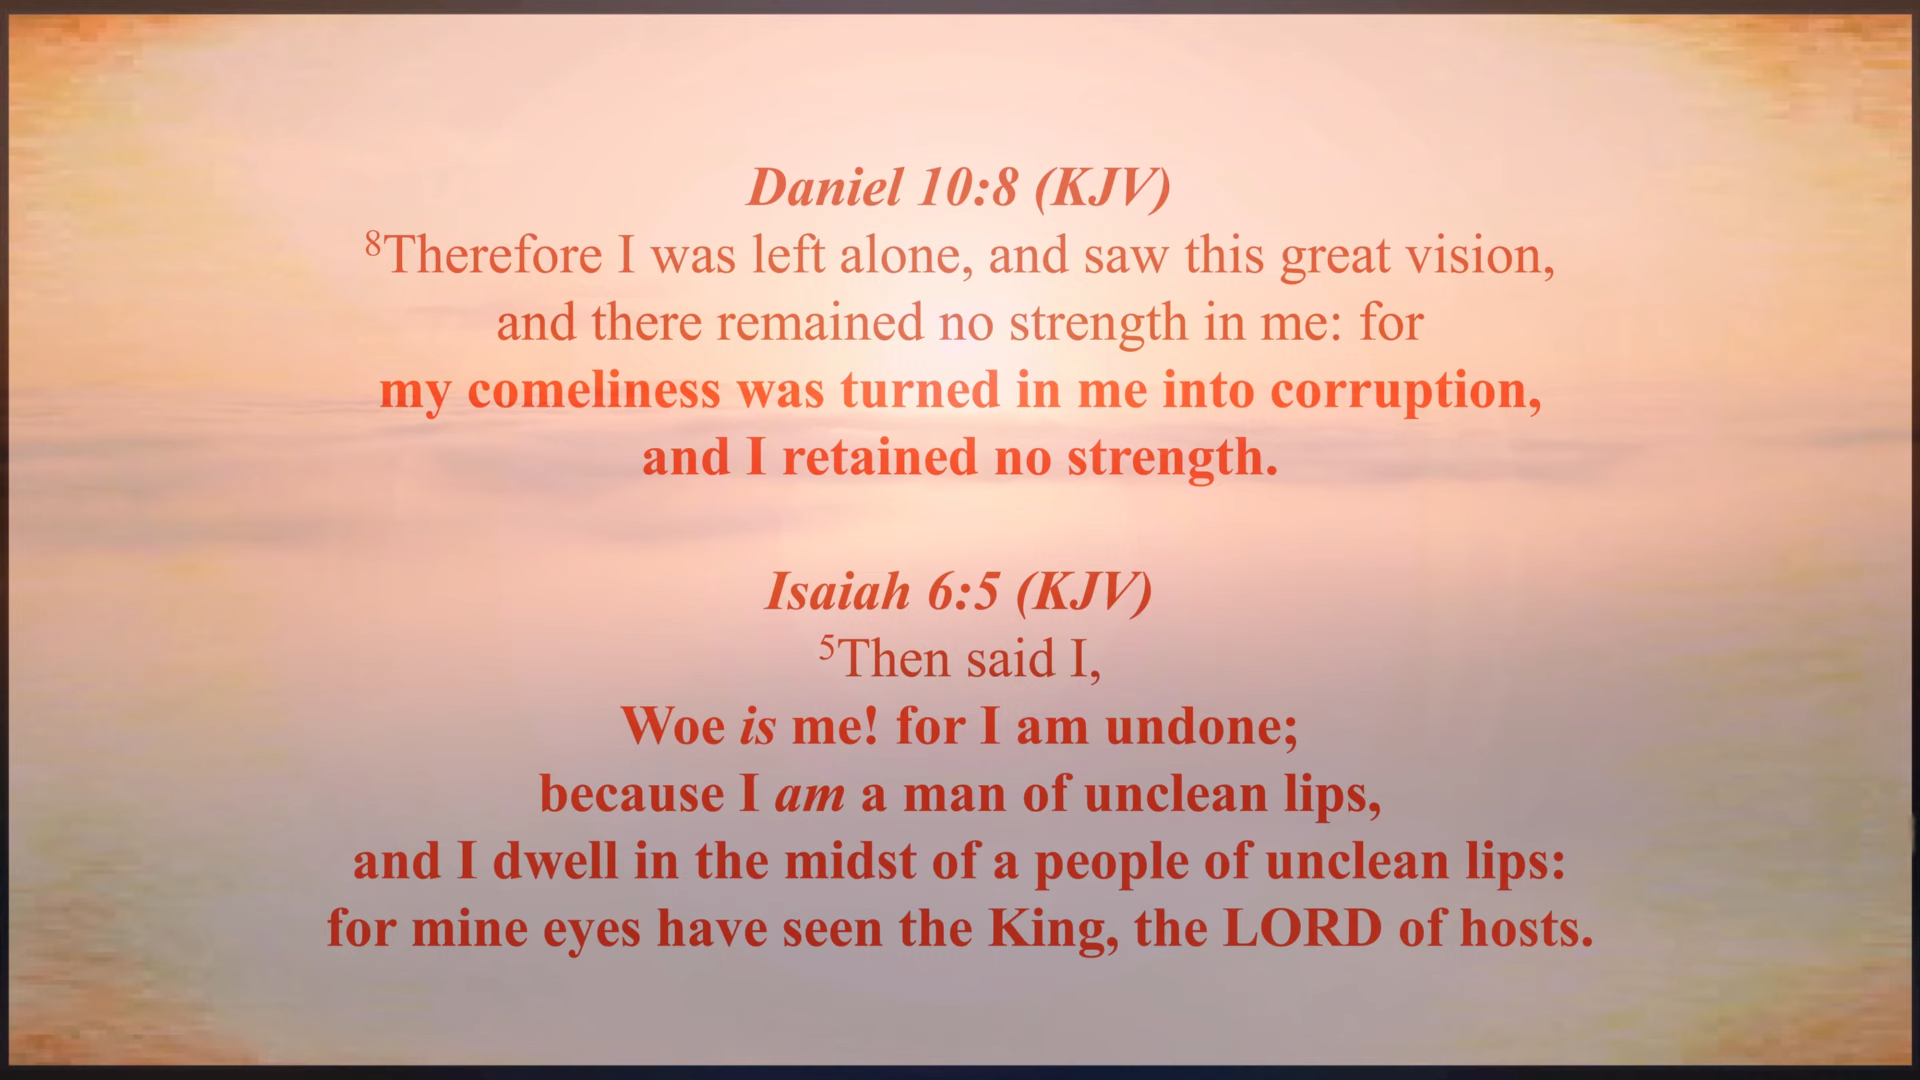 Daniel 10:8 (KJV)
8Therefore I was left alone, and saw this great vision,
and there remained no strength in me: for
my comeliness was turned in me into corruption,
and I retained no strength.
Isaiah 6:5 (KJV)
5Then said I,
Woe is me! for I am undone;
because I am a man of unclean lips,
and I dwell in the midst of a people of unclean lips:
for mine eyes have seen the King, the LORD of hosts.